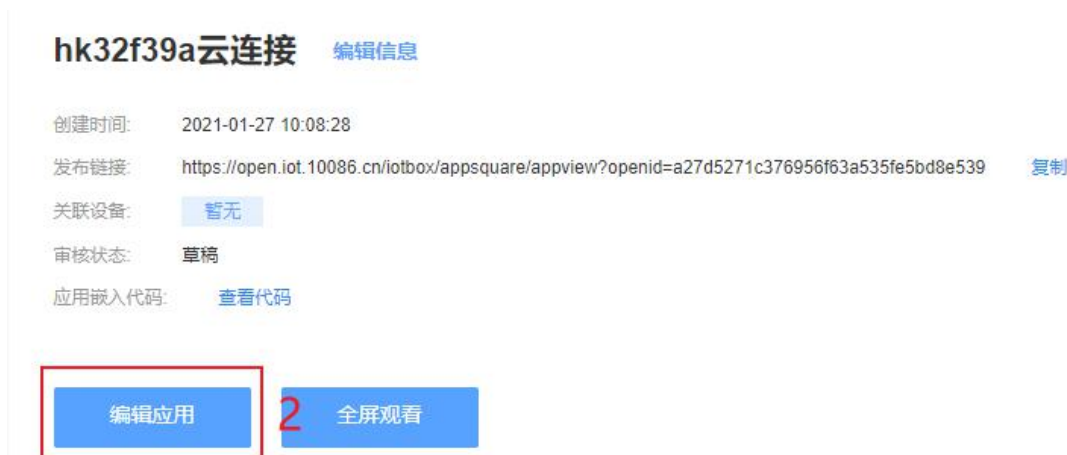 hk32f39a云连接 编辑信息
创建时间: 2021-01-27 10:08:28
发布链接: https://open.iot.10086.cn/iotbox/appsquare/appview?openid=a27d5271c376956f63a535fe5bd8e539 复制
关联设备: 暂无
审核状态: 草稿
应用嵌入代码: 查看代码
编辑应用 2 全屏观看